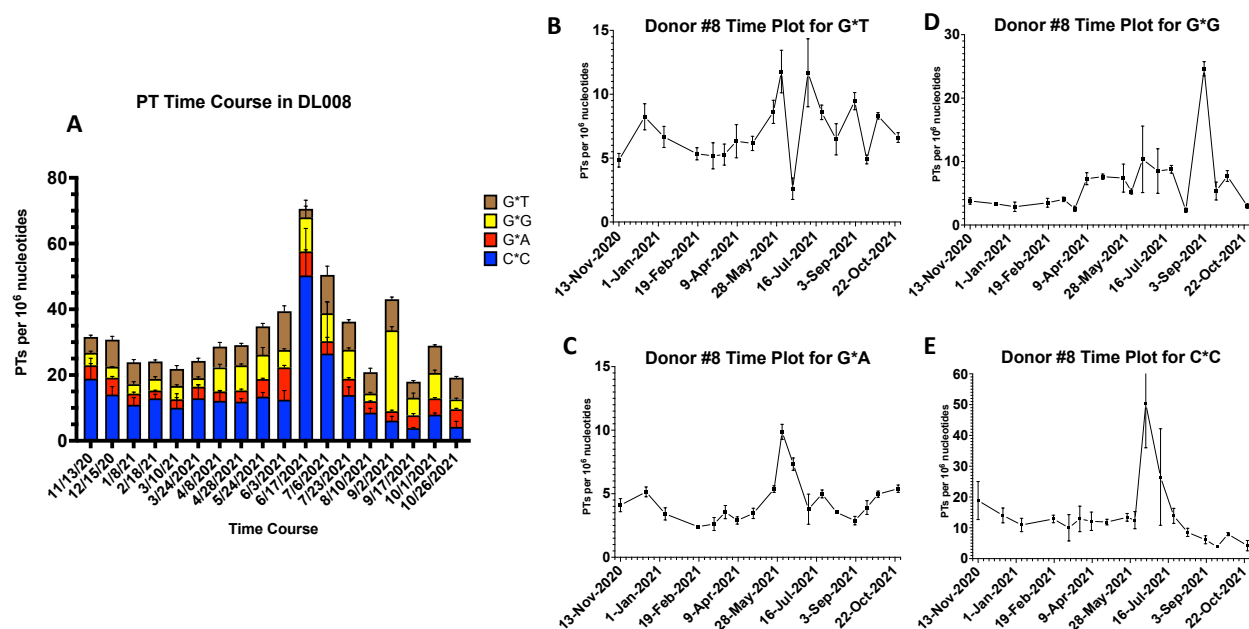 PT Time Course in DL008
A
PTs per 10⁶ nucleotides
80
60
40
20
0
11/13/20
12/15/20
1/8/21
2/18/21
3/10/21
3/24/2021
4/8/2021
4/28/2021
5/24/2021
6/3/2021
6/17/2021
7/6/2021
7/23/2021
8/10/2021
9/2/2021
9/17/2021
10/1/2021
10/26/2021
Time Course
G*T
G*G
G*A
C*C
B
Donor #8 Time Plot for G*T
PTs per 10⁶ nucleotides
15
10
5
0
13-Nov-2020
1-Jan-2021
19-Feb-2021
9-Apr-2021
28-May-2021
16-Jul-2021
3-Sep-2021
22-Oct-2021
C
Donor #8 Time Plot for G*A
PTs per 10⁶ nucleotides
15
10
5
0
13-Nov-2020
1-Jan-2021
19-Feb-2021
9-Apr-2021
28-May-2021
16-Jul-2021
3-Sep-2021
22-Oct-2021
D
Donor #8 Time Plot for G*G
PTs per 10⁶ nucleotides
30
20
10
0
13-Nov-2020
1-Jan-2021
19-Feb-2021
9-Apr-2021
28-May-2021
16-Jul-2021
3-Sep-2021
22-Oct-2021
E
Donor #8 Time Plot for C*C
PTs per 10⁶ nucleotides
60
50
40
30
20
10
0
13-Nov-2020
1-Jan-2021
19-Feb-2021
9-Apr-2021
28-May-2021
16-Jul-2021
3-Sep-2021
22-Oct-2021